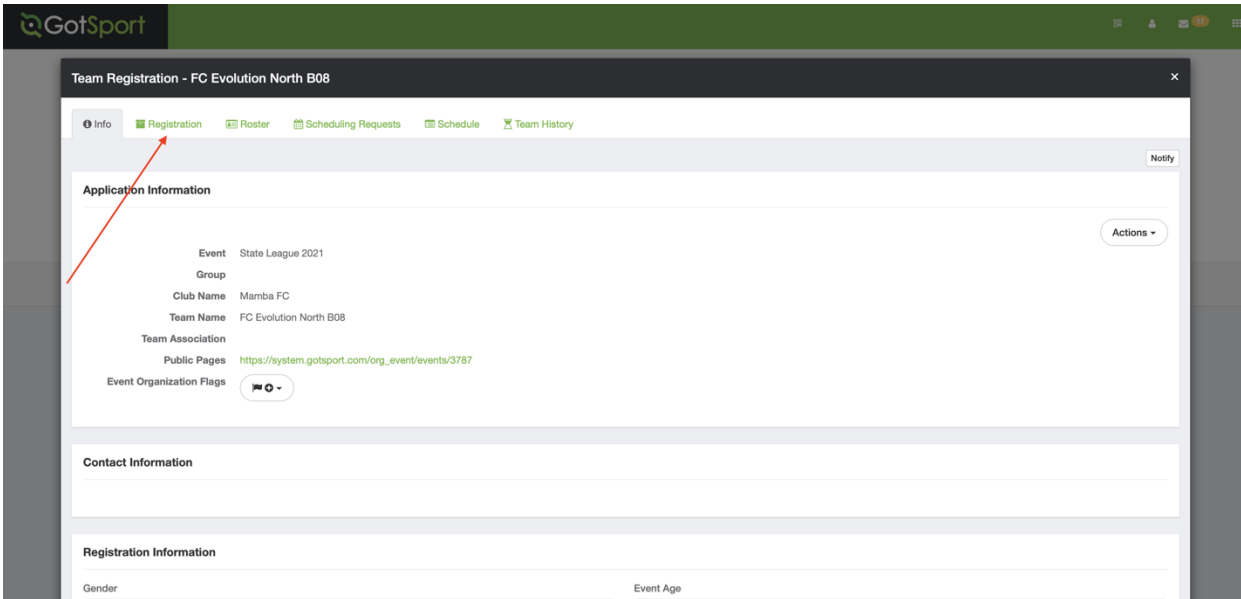 GotSport
17
Team Registration - FC Evolution North B08
×
Info Registration Roster Scheduling Requests Schedule Team History
Notify
Application Information
Actions
Event State League 2021
Group
Club Name Mamba FC
Team Name FC Evolution North B08
Team Association
Public Pages https://system.gotsport.com/org_event/events/3787
Event Organization Flags
Contact Information
Registration Information
Gender Event Age